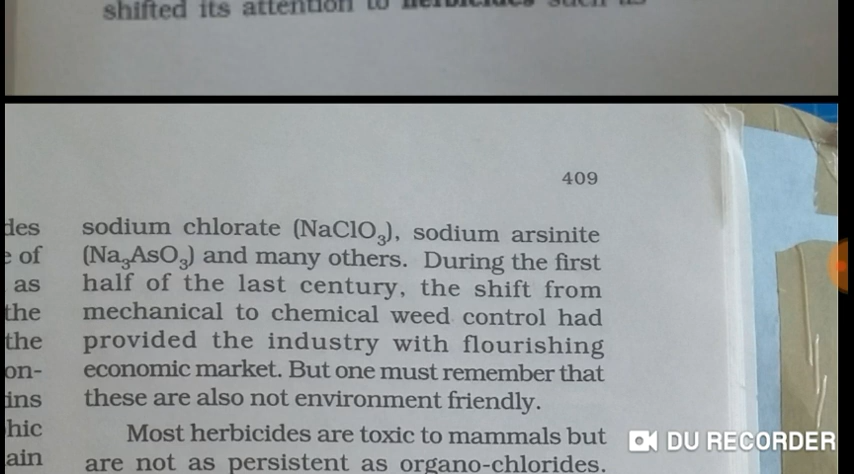 shifted its attention to herbicides such as
409
des
e of
as
the
the
on-
ins
hic
ain
sodium chlorate (NaClO₃), sodium arsinite
(Na₃AsO₃) and many others. During the first
half of the last century, the shift from
mechanical to chemical weed control had
provided the industry with flourishing
economic market. But one must remember that
these are also not environment friendly.
Most herbicides are toxic to mammals but
are not as persistent as organo-chlorides.
DU RECORDER